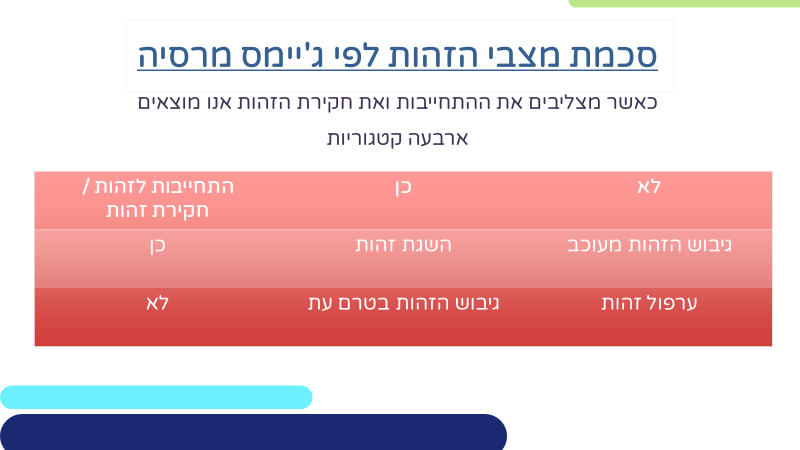 סכמת מצבי הזהות לפי ג'יימס מרסיה
כאשר מצליבים את ההתחייבות ואת חקירת הזהות אנו מוצאים
ארבעה קטגוריות
לא
כן
התחייבות לזהות /
חקירת זהות
גיבוש הזהות מעוכב
השגת זהות
כן
ערפול זהות
גיבוש הזהות בטרם עת
לא